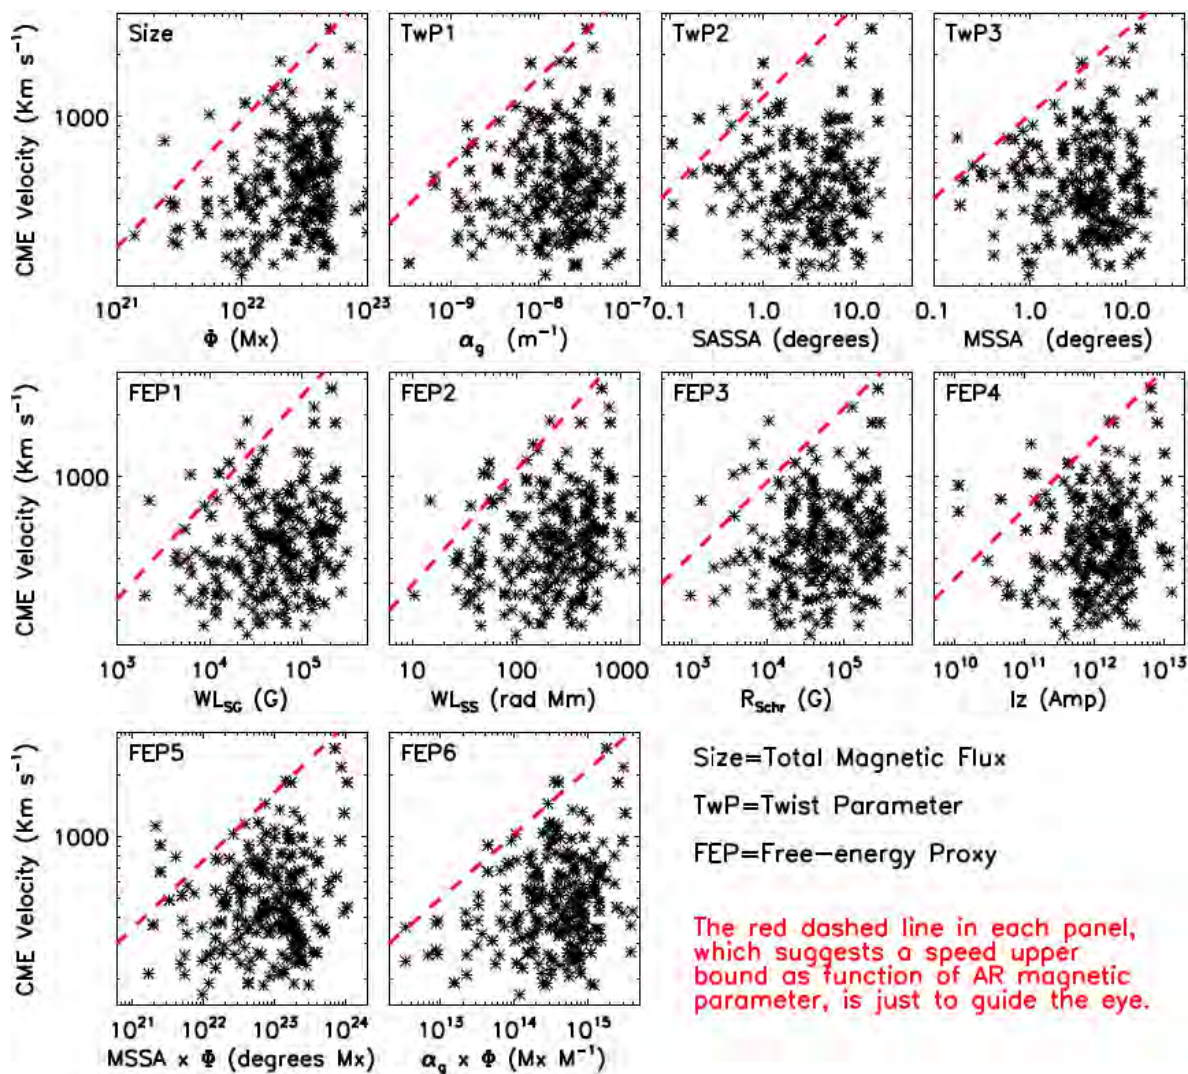 Size TwP1 TwP2 TwP3
CME Velocity (Km s⁻¹)
1000
10²¹ 10²² 10²³ 10⁻⁹ 10⁻⁸ 10⁻⁷ 0.1 1.0 10.0 0.1 1.0 10.0
Φ (Mx) α_g (m⁻¹) SASSA (degrees) MSSA (degrees)
FEP1 FEP2 FEP3 FEP4
CME Velocity (Km s⁻¹)
1000
10³ 10⁴ 10⁵ 10 100 1000 10³ 10⁴ 10⁵ 10¹⁰ 10¹¹ 10¹² 10¹³
WL_SG (G) WL_SS (rad Mm) R_Schr (G) Iz (Amp)
FEP5 FEP6
CME Velocity (Km s⁻¹)
1000
10²¹ 10²² 10²³ 10²⁴ 10¹³ 10¹⁴ 10¹⁵
MSSA x Φ (degrees Mx) α_g x Φ (Mx M⁻¹)
Size=Total Magnetic Flux
TwP=Twist Parameter
FEP=Free-energy Proxy
The red dashed line in each panel,
which suggests a speed upper
bound as function of AR magnetic
parameter, is just to guide the eye.